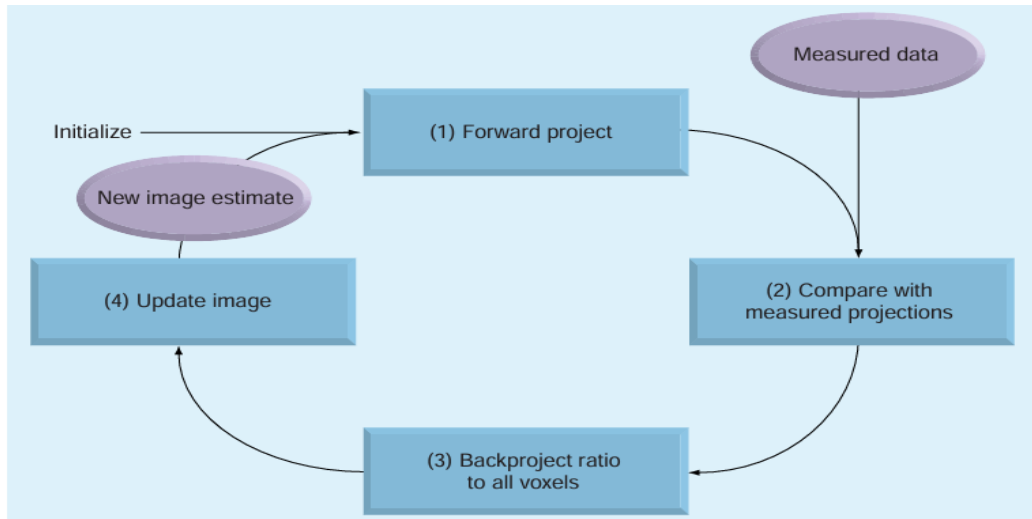 Measured data
Initialize
(1) Forward project
New image estimate
(4) Update image
(2) Compare with
measured projections
(3) Backproject ratio
to all voxels